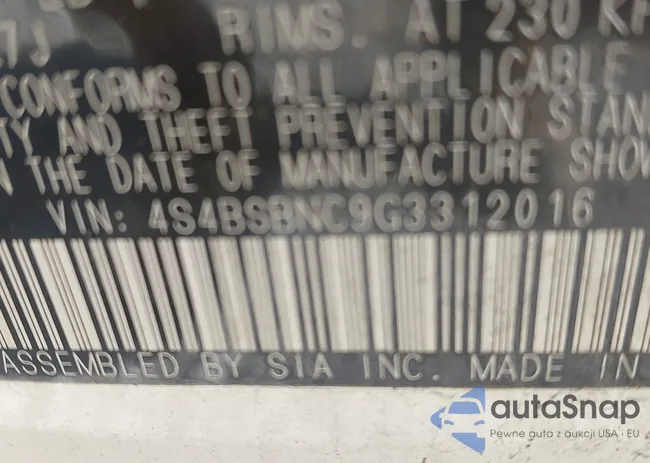 RIMS. AT 230
CONFORMS TO ALL APPLICABLE
AND THEFT PREVENTION STAN
THE DATE OF MANUFACTURE SHOW
VIN: 4S4BSBNC9G3312016
ASSEMBLED BY SIA INC. MADE IN
autaSnap
Pewne auta z aukcji USA i EU